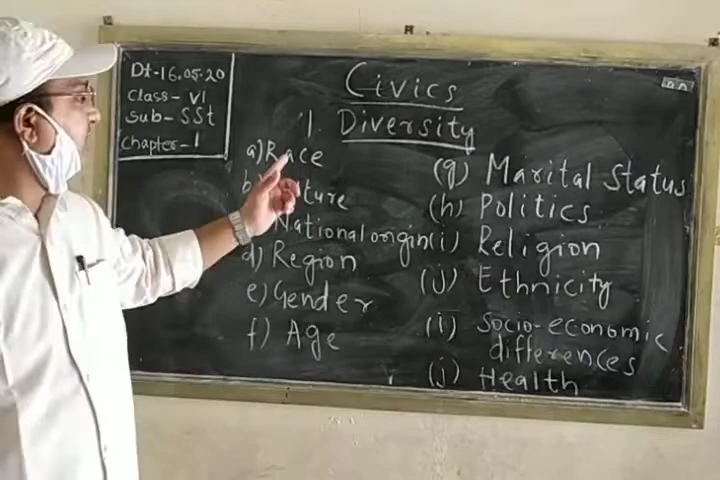 Dt-16.05.20
Class-VI
Sub-SSt
Chapter-1
Civics
1. Diversity
a) Race
National origin
d) Region
e) Gender
f) Age
(g) Marital Status
(h) Politics
(i) Religion
(j) Ethnicity
(i) Socio-economic
differences
(j) Health